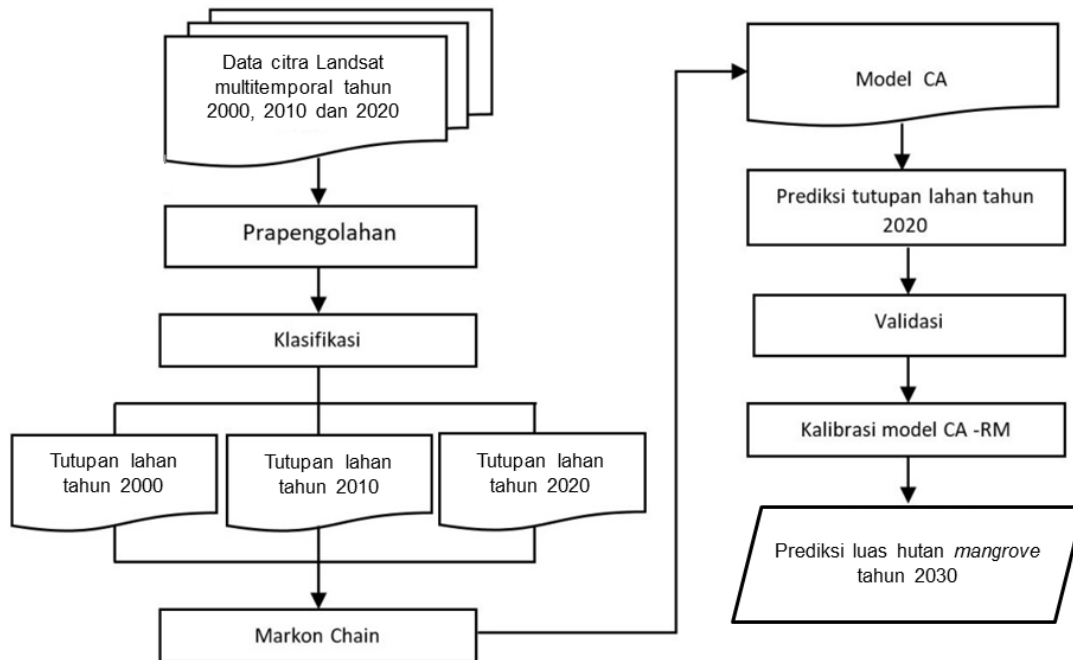 Data citra Landsat
multitemporal tahun
2000, 2010 dan 2020
Prapengolahan
Klasifikasi
Tutupan lahan
tahun 2000
Tutupan lahan
tahun 2010
Tutupan lahan
tahun 2020
Markon Chain
Model CA
Prediksi tutupan lahan tahun
2020
Validasi
Kalibrasi model CA -RM
Prediksi luas hutan mangrove
tahun 2030